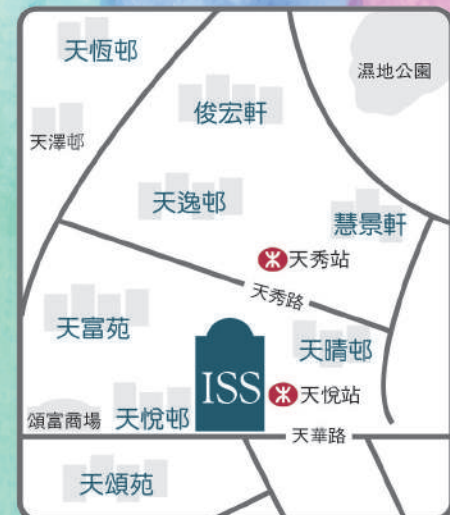 天恆邨
濕地公園
俊宏軒
天澤邨
天逸邨
慧景軒
天秀站
天秀路
天富苑
天晴邨
ISS
天悅站
頌富商場
天悅邨
天華路
天頌苑